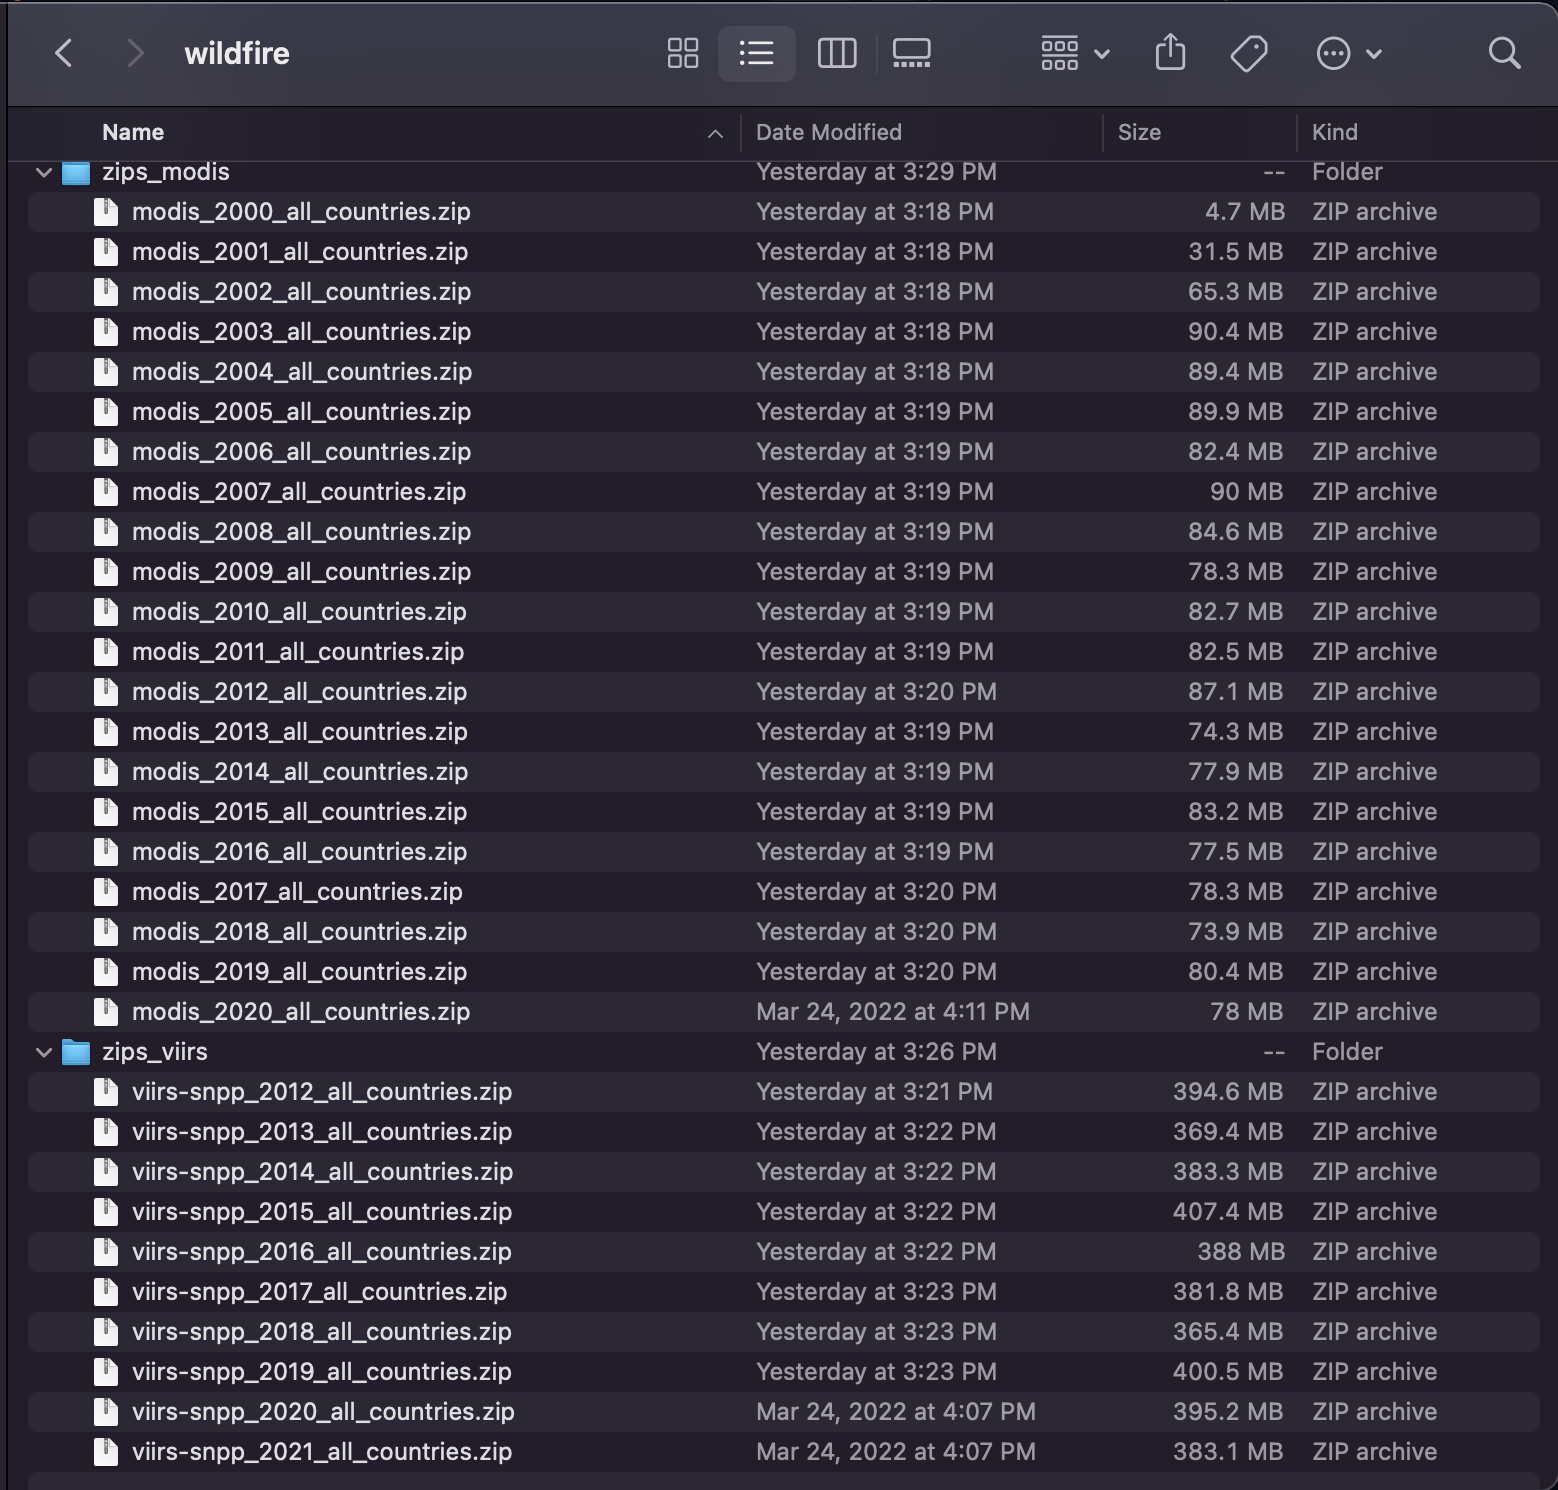 wildfire
Name Date Modified Size Kind
zips_modis Yesterday at 3:29 PM -- Folder
modis_2000_all_countries.zip Yesterday at 3:18 PM 4.7 MB ZIP archive
modis_2001_all_countries.zip Yesterday at 3:18 PM 31.5 MB ZIP archive
modis_2002_all_countries.zip Yesterday at 3:18 PM 65.3 MB ZIP archive
modis_2003_all_countries.zip Yesterday at 3:18 PM 90.4 MB ZIP archive
modis_2004_all_countries.zip Yesterday at 3:18 PM 89.4 MB ZIP archive
modis_2005_all_countries.zip Yesterday at 3:19 PM 89.9 MB ZIP archive
modis_2006_all_countries.zip Yesterday at 3:19 PM 82.4 MB ZIP archive
modis_2007_all_countries.zip Yesterday at 3:19 PM 90 MB ZIP archive
modis_2008_all_countries.zip Yesterday at 3:19 PM 84.6 MB ZIP archive
modis_2009_all_countries.zip Yesterday at 3:19 PM 78.3 MB ZIP archive
modis_2010_all_countries.zip Yesterday at 3:19 PM 82.7 MB ZIP archive
modis_2011_all_countries.zip Yesterday at 3:19 PM 82.5 MB ZIP archive
modis_2012_all_countries.zip Yesterday at 3:20 PM 87.1 MB ZIP archive
modis_2013_all_countries.zip Yesterday at 3:19 PM 74.3 MB ZIP archive
modis_2014_all_countries.zip Yesterday at 3:19 PM 77.9 MB ZIP archive
modis_2015_all_countries.zip Yesterday at 3:19 PM 83.2 MB ZIP archive
modis_2016_all_countries.zip Yesterday at 3:19 PM 77.5 MB ZIP archive
modis_2017_all_countries.zip Yesterday at 3:20 PM 78.3 MB ZIP archive
modis_2018_all_countries.zip Yesterday at 3:20 PM 73.9 MB ZIP archive
modis_2019_all_countries.zip Yesterday at 3:20 PM 80.4 MB ZIP archive
modis_2020_all_countries.zip Mar 24, 2022 at 4:11 PM 78 MB ZIP archive
zips_viirs Yesterday at 3:26 PM -- Folder
viirs-snpp_2012_all_countries.zip Yesterday at 3:21 PM 394.6 MB ZIP archive
viirs-snpp_2013_all_countries.zip Yesterday at 3:22 PM 369.4 MB ZIP archive
viirs-snpp_2014_all_countries.zip Yesterday at 3:22 PM 383.3 MB ZIP archive
viirs-snpp_2015_all_countries.zip Yesterday at 3:22 PM 407.4 MB ZIP archive
viirs-snpp_2016_all_countries.zip Yesterday at 3:22 PM 388 MB ZIP archive
viirs-snpp_2017_all_countries.zip Yesterday at 3:23 PM 381.8 MB ZIP archive
viirs-snpp_2018_all_countries.zip Yesterday at 3:23 PM 365.4 MB ZIP archive
viirs-snpp_2019_all_countries.zip Yesterday at 3:23 PM 400.5 MB ZIP archive
viirs-snpp_2020_all_countries.zip Mar 24, 2022 at 4:07 PM 395.2 MB ZIP archive
viirs-snpp_2021_all_countries.zip Mar 24, 2022 at 4:07 PM 383.1 MB ZIP archive